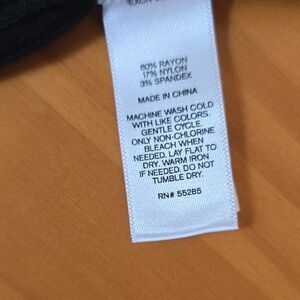 80% RAYON
17% NYLON
3% SPANDEX
MADE IN CHINA
MACHINE WASH COLD
WITH LIKE COLORS.
GENTLE CYCLE.
ONLY NON-CHLORINE
BLEACH WHEN
NEEDED. LAY FLAT TO
DRY. WARM IRON
IF NEEDED. DO NOT
TUMBLE DRY.
RN# 55285